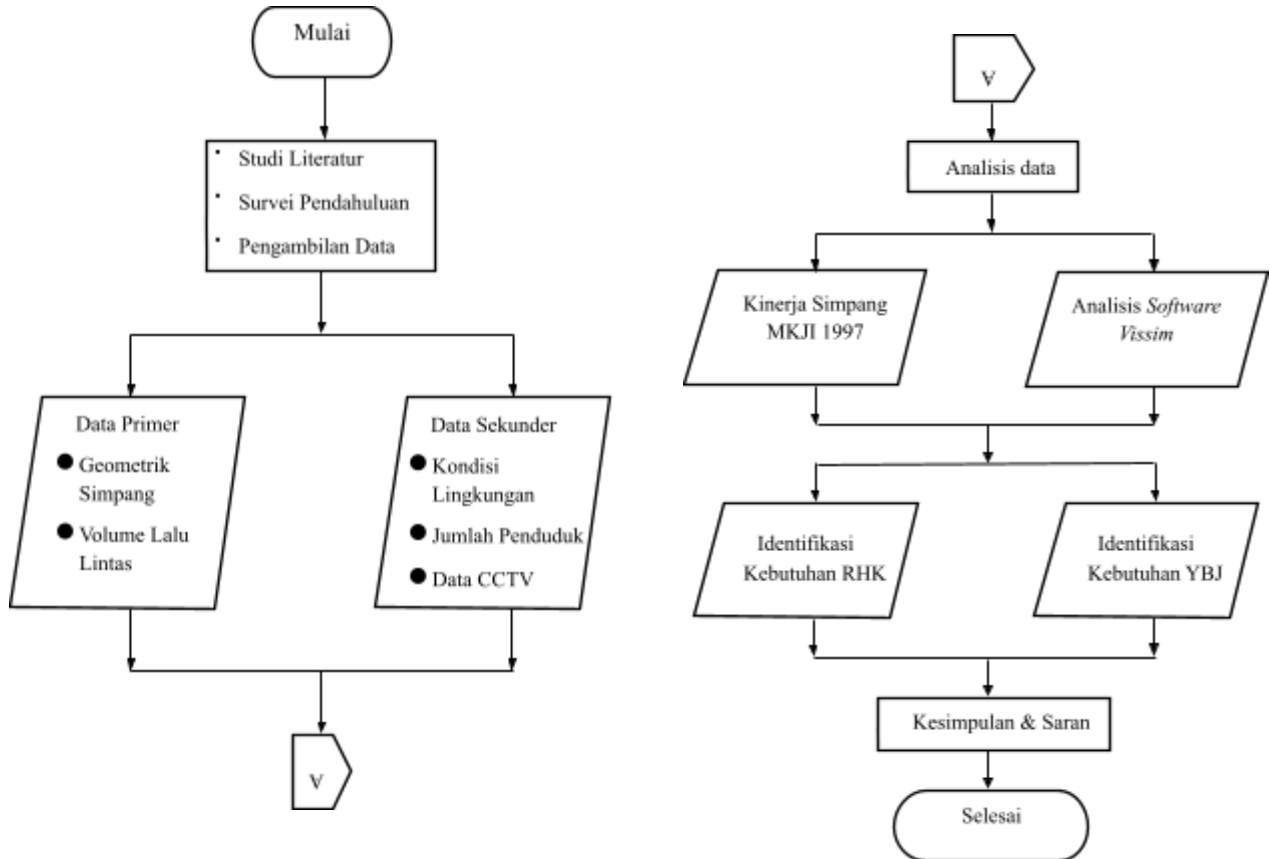 Mulai
Studi Literatur
Survei Pendahuluan
Pengambilan Data
Data Primer
Geometrik
Simpang
Volume Lalu
Lintas
Data Sekunder
Kondisi
Lingkungan
Jumlah Penduduk
Data CCTV
A
A
Analisis data
Kinerja Simpang
MKJI 1997
Analisis Software
Vissim
Identifikasi
Kebutuhan RHK
Identifikasi
Kebutuhan YBJ
Kesimpulan & Saran
Selesai